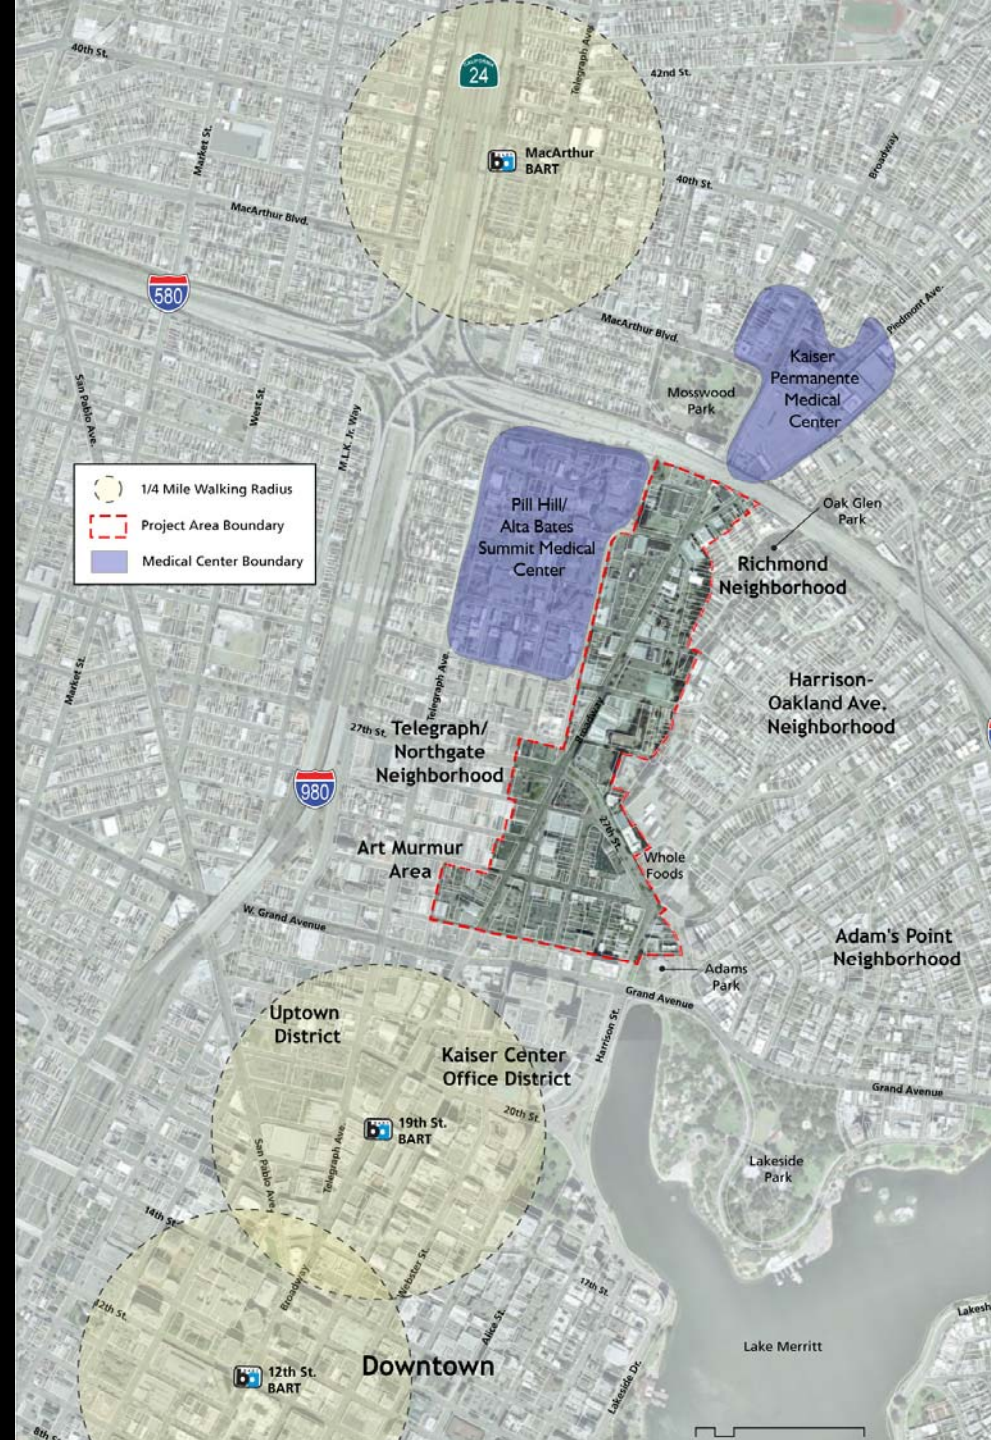 40th St.
CALIFORNIA
24
Telegraph Ave.
42nd St.
Market St.
MacArthur
BART
Broadway
40th St.
MacArthur Blvd.
580
Piedmont Ave.
MacArthur Blvd.
Kaiser
Permanente
Medical
Center
Mosswood
Park
San Pablo Ave.
West St.
M.L.K. Jr. Way
1/4 Mile Walking Radius
Project Area Boundary
Medical Center Boundary
Pill Hill/
Alta Bates
Summit Medical
Center
Oak Glen
Park
Richmond
Neighborhood
Market St.
Telegraph Ave.
Harrison-
Oakland Ave.
Neighborhood
27th St.
Telegraph/
Northgate
Neighborhood
Broadway
980
27th St.
Art Murmur
Area
Whole
Foods
W. Grand Avenue
Adam's Point
Neighborhood
Adams
Park
Grand Avenue
Uptown
District
Harrison St.
Kaiser Center
Office District
Grand Avenue
20th St.
19th St.
BART
San Pablo Ave.
Telegraph Ave.
Lakeside
Park
14th St.
Broadway
Webster St.
17th St.
12th St.
Alice St.
Lakesh
Lake Merritt
Downtown
12th St.
BART
Lakeside Dr.
8th St.